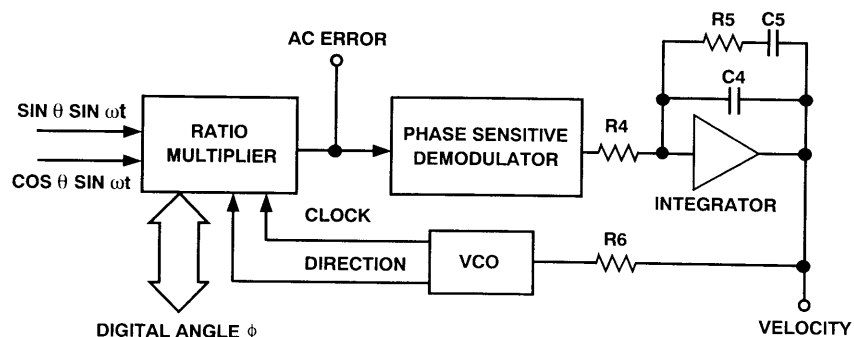 AC ERROR
R5
C5
C4
SIN θ SIN ωt
COS θ SIN ωt
RATIO
MULTIPLIER
PHASE SENSITIVE
DEMODULATOR
R4
INTEGRATOR
CLOCK
DIRECTION
VCO
R6
DIGITAL ANGLE ϕ
VELOCITY